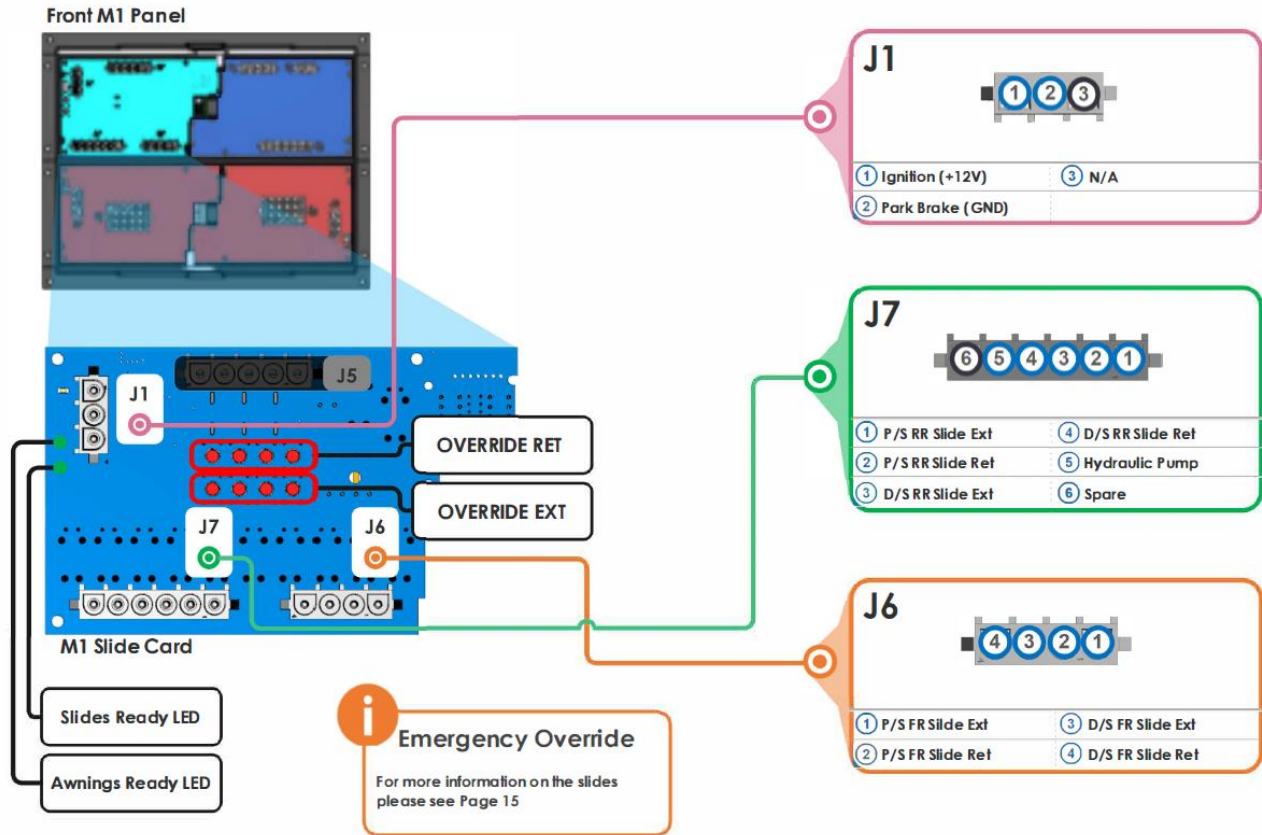 Front M1 Panel
J1
1 2 3
1 Ignition (+12V)
3 N/A
2 Park Brake (GND)
J7
6 5 4 3 2 1
1 P/S RR Slide Ext
4 D/S RR Slide Ret
2 P/S RR Slide Ret
5 Hydraulic Pump
3 D/S RR Slide Ext
6 Spare
J5
J1
OVERRIDE RET
OVERRIDE EXT
J7
J6
M1 Slide Card
J6
4 3 2 1
1 P/S FR Silde Ext
3 D/S FR Slide Ext
2 P/S FR Slide Ret
4 D/S FR Slide Ret
Slides Ready LED
Awnings Ready LED
i
Emergency Override
For more information on the slides
please see Page 15